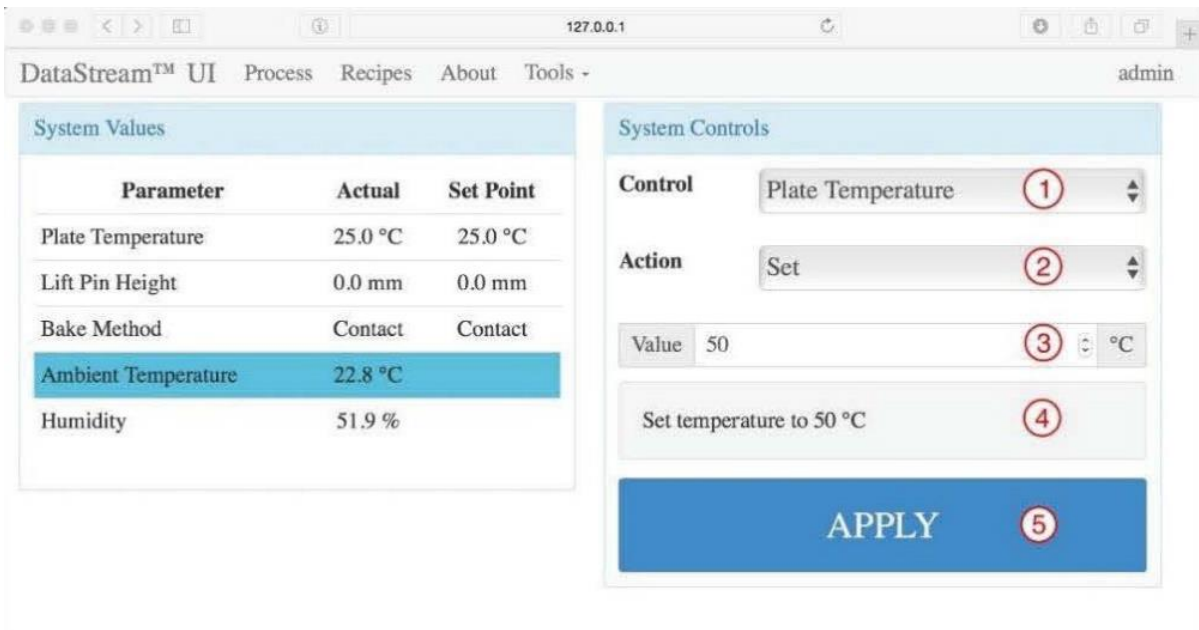 127.0.0.1
DataStream™ UI Process Recipes About Tools admin
System Values
Parameter Actual Set Point
Plate Temperature 25.0 °C 25.0 °C
Lift Pin Height 0.0 mm 0.0 mm
Bake Method Contact Contact
Ambient Temperature 22.8 °C
Humidity 51.9 %
System Controls
Control Plate Temperature 1
Action Set 2
Value 50 3 °C
Set temperature to 50 °C 4
APPLY 5